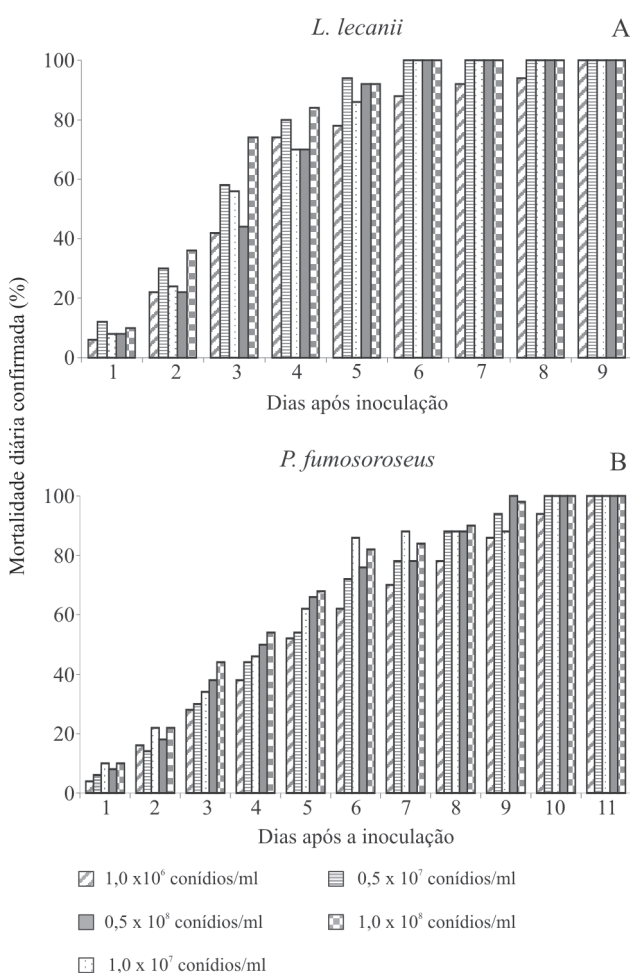 L. lecanii
A
100
80
60
40
20
0
1 2 3 4 5 6 7 8 9
Dias após inoculação
Mortalidade diária confirmada (%)
P. fumosoroseus
B
100
80
60
40
20
0
1 2 3 4 5 6 7 8 9 10 11
Dias após a inoculação
1,0 x10⁶ conídios/ml
0,5 x 10⁷ conídios/ml
0,5 x 10⁸ conídios/ml
1,0 x 10⁸ conídios/ml
1,0 x 10⁷ conídios/ml